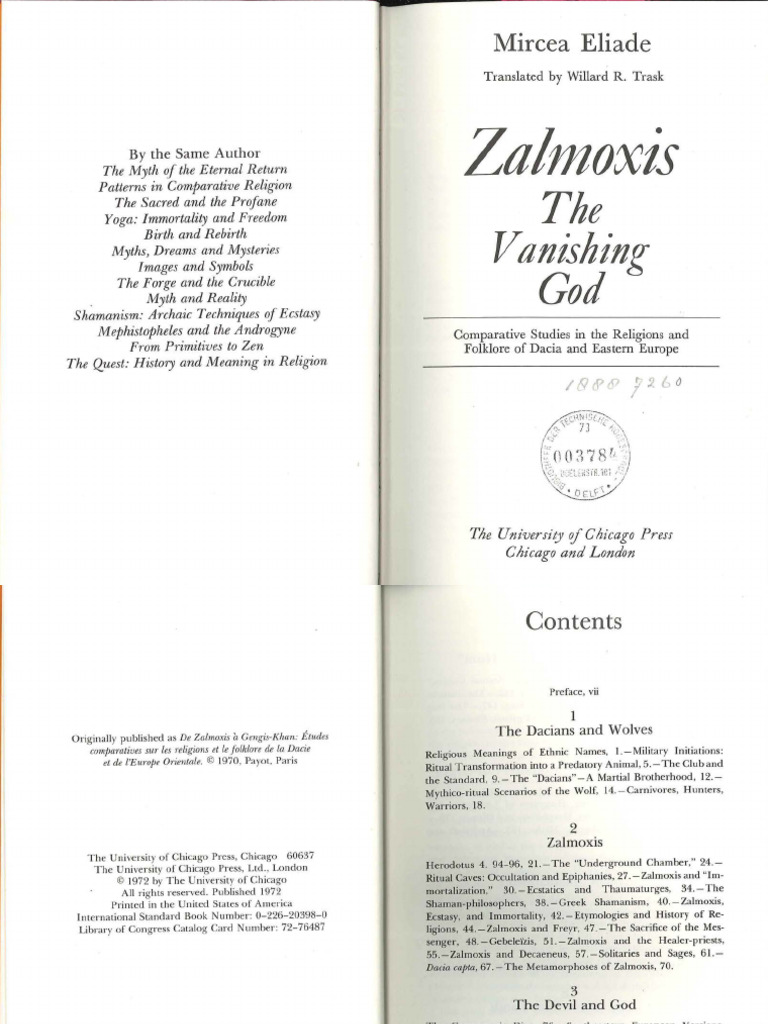 By the Same Author
The Myth of the Eternal Return
Patterns in Comparative Religion
The Sacred and the Profane
Yoga: Immortality and Freedom
Birth and Rebirth
Myths, Dreams and Mysteries
Images and Symbols
The Forge and the Crucible
Myth and Reality
Shamanism: Archaic Techniques of Ecstasy
Mephistopheles and the Androgyne
From Primitives to Zen
The Quest: History and Meaning in Religion
Mircea Eliade
Translated by Willard R. Trask
Zalmoxis
The
Vanishing
God
Comparative Studies in the Religions and
Folklore of Dacia and Eastern Europe
1888 7260
DER TECHNISCHE
73
003784
DELFT
The University of Chicago Press
Chicago and London
Originally published as De Zalmoxis à Gengis-Khan: Études
comparatives sur les religions et le folklore de la Dacie
et de l'Europe Orientale. © 1970, Payot, Paris
The University of Chicago Press, Chicago 60637
The University of Chicago Press, Ltd., London
© 1972 by The University of Chicago
All rights reserved. Published 1972
Printed in the United States of America
International Standard Book Number: 0-226-20398-0
Library of Congress Catalog Card Number: 72-76487
Contents
Preface, vii
1
The Dacians and Wolves
Religious Meanings of Ethnic Names, 1.—Military Initiations:
Ritual Transformation into a Predatory Animal, 5.—The Club and
the Standard, 9.—The "Dacians"—A Martial Brotherhood, 12.—
Mythico-ritual Scenarios of the Wolf, 14.—Carnivores, Hunters,
Warriors, 18.
2
Zalmoxis
Herodotus 4. 94-96, 21.—The "Underground Chamber," 24.—
Ritual Caves: Occultation and Epiphanies, 27.—Zalmoxis and "Im-
mortalization." 30.—Ecstatics and Thaumaturges, 34.—The
Shaman-philosophers, 38.—Greek Shamanism, 40.—Zalmoxis,
Ecstasy, and Immortality, 42.—Etymologies and History of Re-
ligions, 44.—Zalmoxis and Freyr, 47.—The Sacrifice of the Mes-
senger, 48.—Gebeleïzis, 51.—Zalmoxis and the Healer-priests,
55.—Zalmoxis and Decaeneus, 57.—Solitaries and Sages, 61.—
Dacia capta, 67.—The Metamorphoses of Zalmoxis, 70.
3
The Devil and God